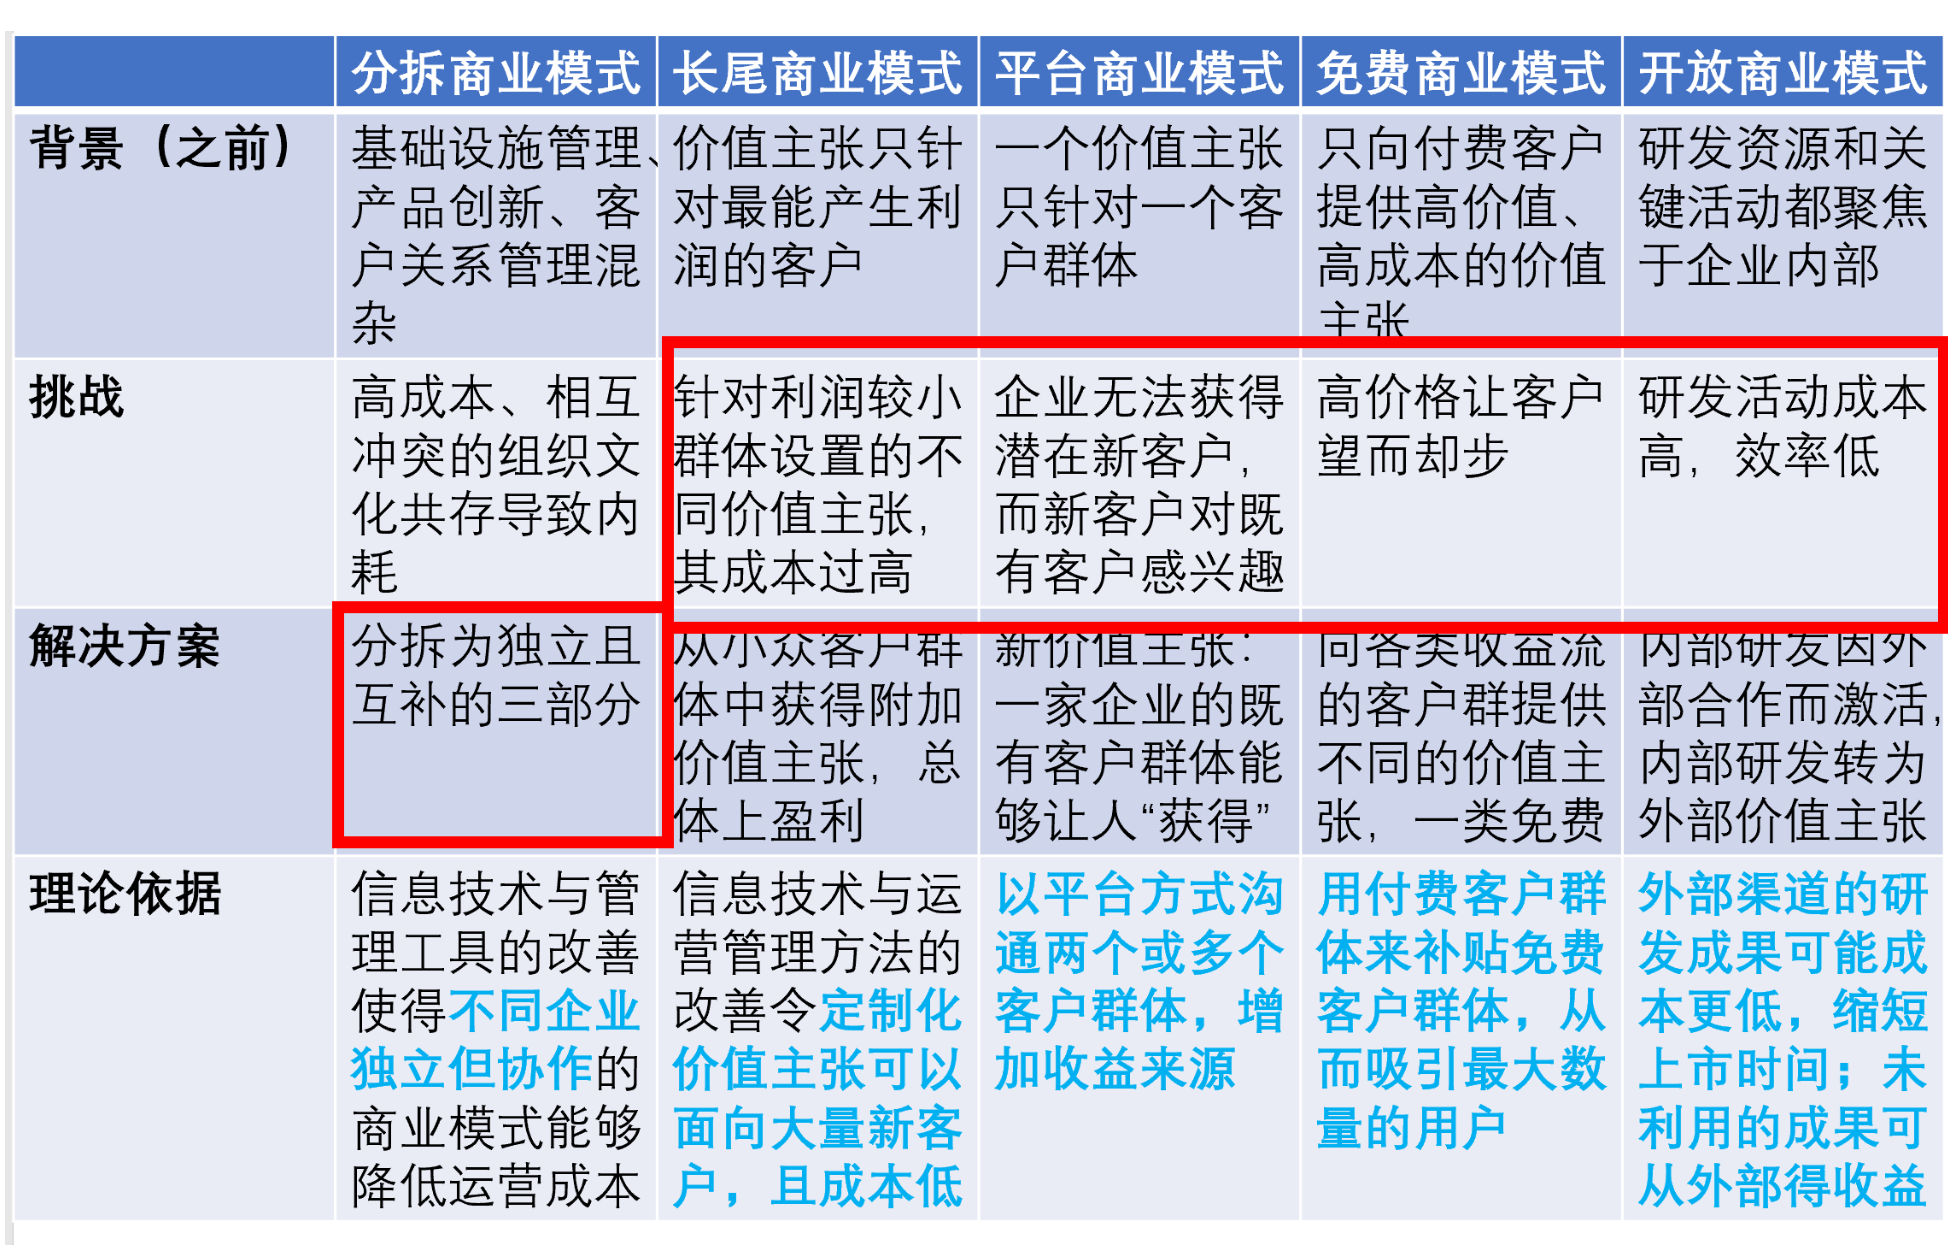 分拆商业模式
长尾商业模式
平台商业模式
免费商业模式
开放商业模式
背景（之前）
基础设施管理、
产品创新、客
户关系管理混
杂
价值主张只针
对最能产生利
润的客户
一个价值主张
只针对一个客
户群体
只向付费客户
提供高价值、
高成本的价值
主张
研发资源和关
键活动都聚焦
于企业内部
挑战
高成本、相互
冲突的组织文
化共存导致内
耗
针对利润较小
群体设置的不
同价值主张，
其成本过高
企业无法获得
潜在新客户，
而新客户对既
有客户感兴趣
高价格让客户
望而却步
研发活动成本
高，效率低
解决方案
分拆为独立且
互补的三部分
从小众客户群
体中获得附加
价值主张，总
体上盈利
新价值主张：
一家企业的既
有客户群体能
够让人“获得”
向各类收益流
的客户群提供
不同的价值主
张，一类免费
内部研发因外
部合作而激活，
内部研发转为
外部价值主张
理论依据
信息技术与管
理工具的改善
使得不同企业
独立但协作的
商业模式能够
降低运营成本
信息技术与运
营管理方法的
改善令定制化
价值主张可以
面向大量新客
户，且成本低
以平台方式沟
通两个或多个
客户群体，增
加收益来源
用付费客户群
体来补贴免费
客户群体，从
而吸引最大数
量的用户
外部渠道的研
发成果可能成
本更低，缩短
上市时间；未
利用的成果可
从外部得收益